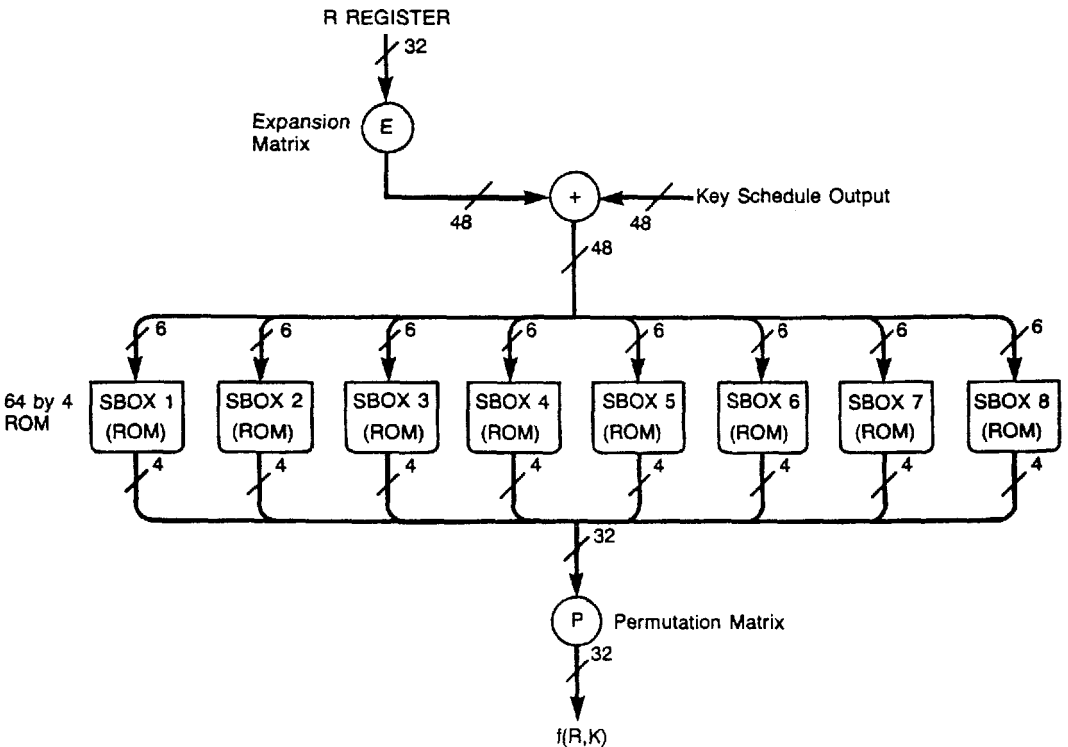 R REGISTER
32
Expansion
Matrix
E
48
+
48
Key Schedule Output
48
6
6
6
6
6
6
6
6
64 by 4
ROM
SBOX 1
(ROM)
SBOX 2
(ROM)
SBOX 3
(ROM)
SBOX 4
(ROM)
SBOX 5
(ROM)
SBOX 6
(ROM)
SBOX 7
(ROM)
SBOX 8
(ROM)
4
4
4
4
4
4
4
4
32
P
Permutation Matrix
32
f(R,K)